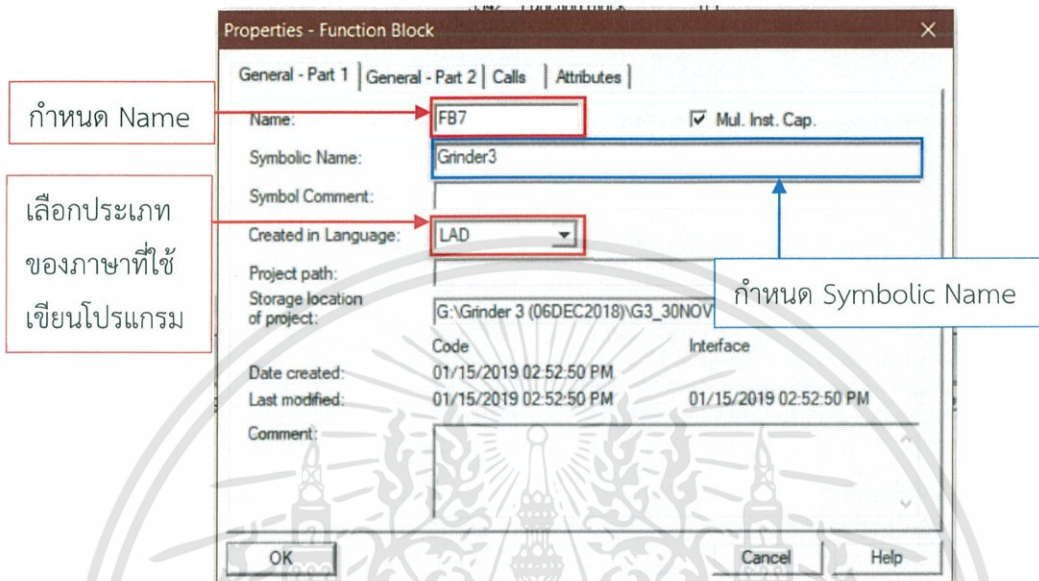 Properties - Function Block
General - Part 1 General - Part 2 Calls Attributes
กำหนด Name
Name: FB7 Mul. Inst. Cap.
Symbolic Name: Grinder3
Symbol Comment:
เลือกประเภท
ของภาษาที่ใช้
เขียนโปรแกรม
Created in Language: LAD
Project path:
กำหนด Symbolic Name
Storage location
of project: G:\Grinder 3 (06DEC2018)\G3_30NOV
Code Interface
Date created: 01/15/2019 02:52:50 PM
Last modified: 01/15/2019 02:52:50 PM 01/15/2019 02:52:50 PM
Comment:
OK Cancel Help